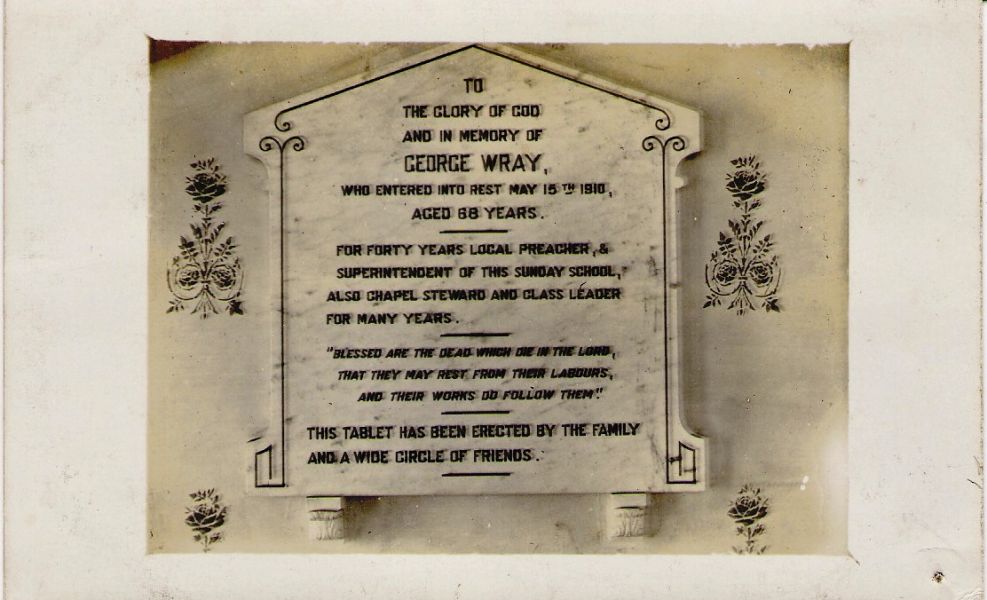 TO
THE GLORY OF GOD
AND IN MEMORY OF
GEORGE WRAY,
WHO ENTERED INTO REST MAY 15TH 1910,
AGED 68 YEARS.
FOR FORTY YEARS LOCAL PREACHER, &
SUPERINTENDENT OF THIS SUNDAY SCHOOL,
ALSO CHAPEL STEWARD AND CLASS LEADER
FOR MANY YEARS.
"BLESSED ARE THE DEAD WHICH DIE IN THE LORD,
THAT THEY MAY REST FROM THEIR LABOURS,
AND THEIR WORKS DO FOLLOW THEM."
THIS TABLET HAS BEEN ERECTED BY THE FAMILY
AND A WIDE CIRCLE OF FRIENDS.